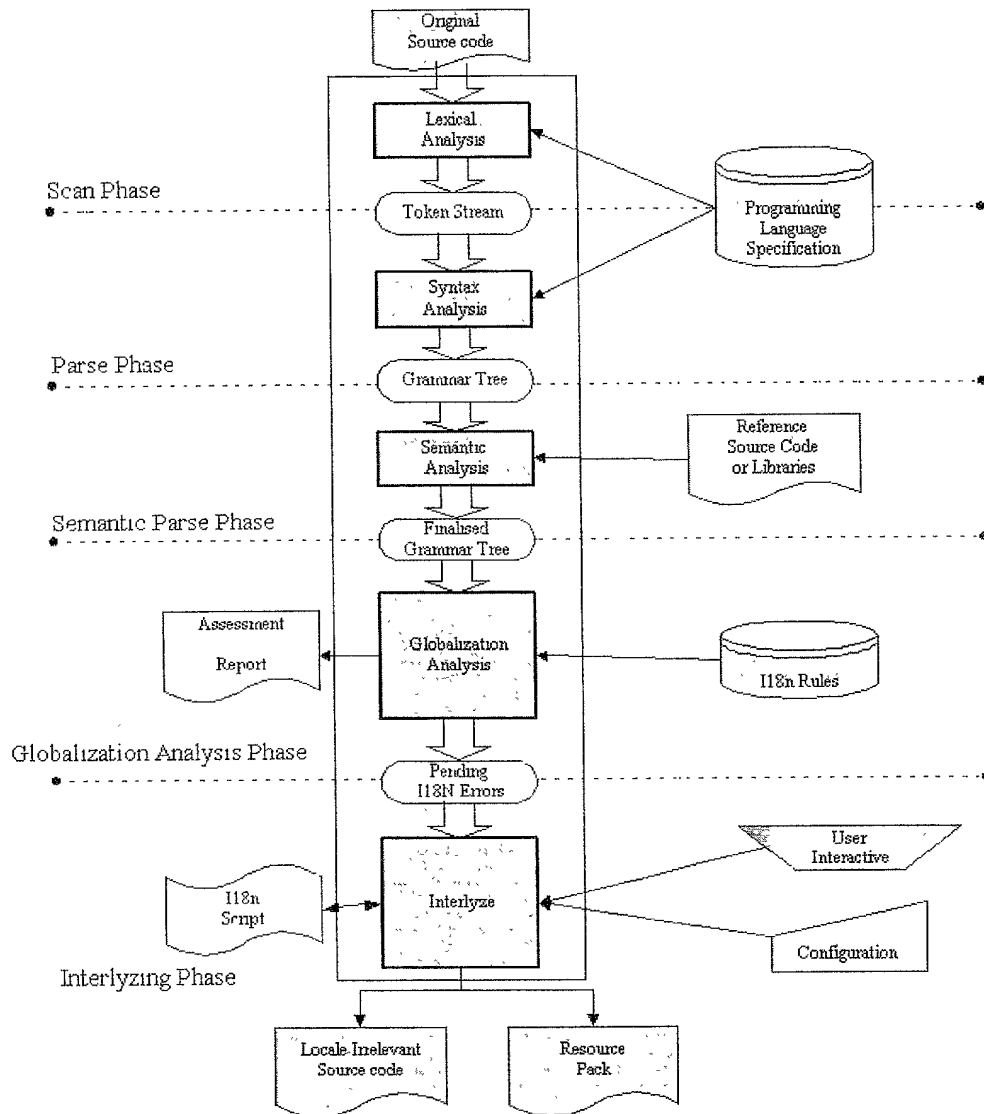 Original
Source code
Lexical
Analysis
Scan Phase
Token Stream
Programming
Language
Specification
Syntax
Analysis
Parse Phase
Grammar Tree
Semantic
Analysis
Reference
Source Code
or Libraries
Semantic Parse Phase
Finalised
Grammar Tree
Assessment
Report
Globalization
Analysis
I18n Rules
Globalization Analysis Phase
Pending
I18N Errors
User
Interactive
I18n
Script
Interlyze
Configuration
Interlyzing Phase
Locale-Irrelevant
Source code
Resource
Pack